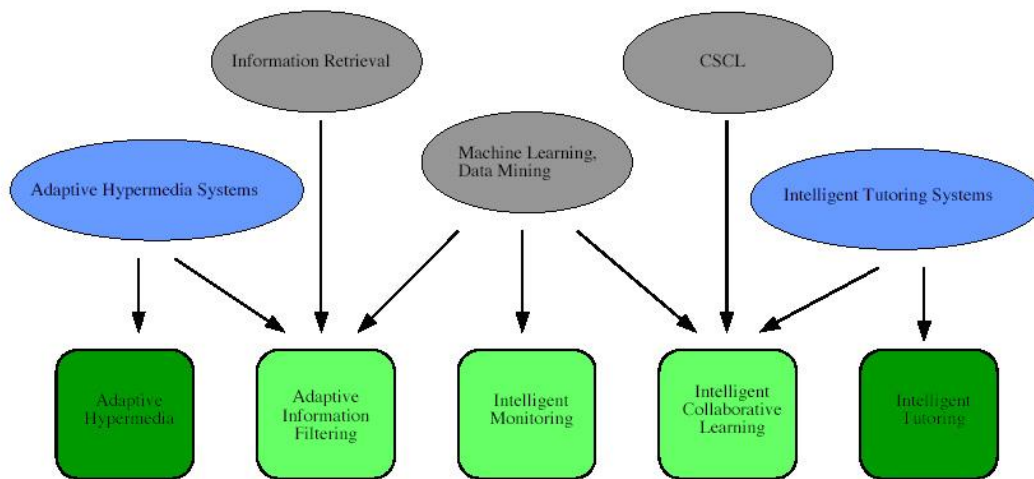 Information Retrieval
CSCL
Machine Learning,
Data Mining
Adaptive Hypermedia Systems
Intelligent Tutoring Systems
Adaptive
Hypermedia
Adaptive
Information
Filtering
Intelligent
Monitoring
Intelligent
Collaborative
Learning
Intelligent
Tutoring